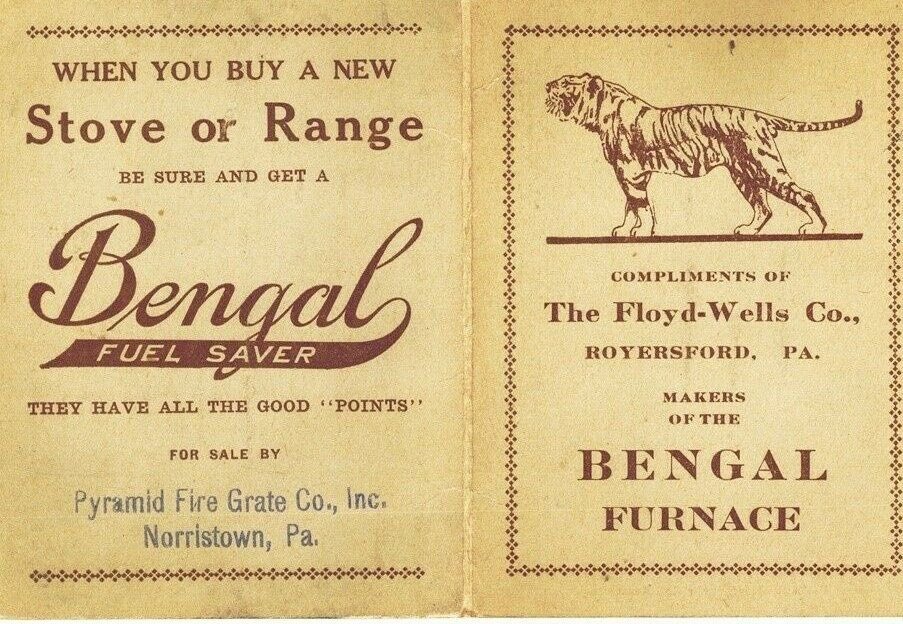 WHEN YOU BUY A NEW
Stove or Range
BE SURE AND GET A
Bengal
FUEL SAVER
THEY HAVE ALL THE GOOD "POINTS"
FOR SALE BY
Pyramid Fire Grate Co., Inc.
Norristown, Pa.
COMPLIMENTS OF
The Floyd-Wells Co.,
ROYERSFORD, PA.
MAKERS
OF THE
BENGAL
FURNACE